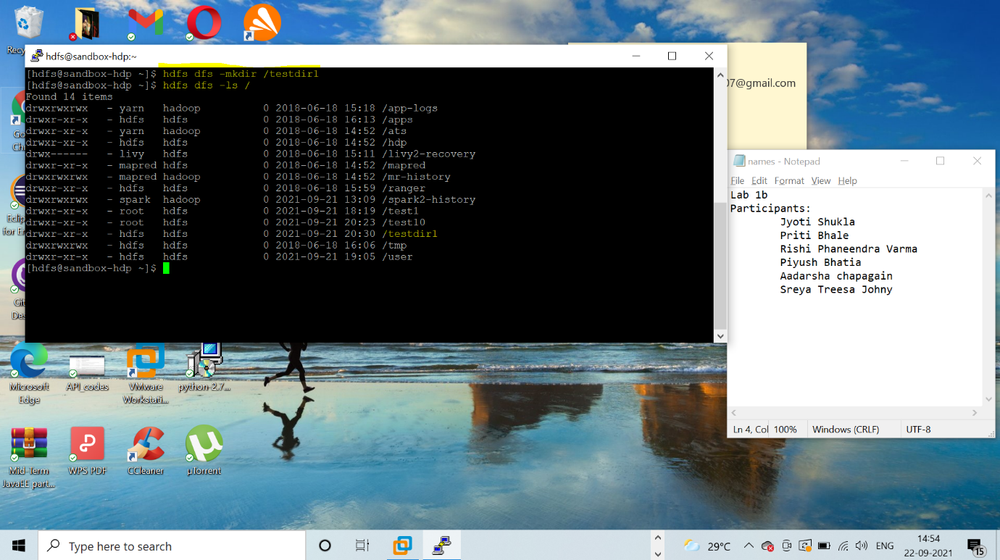 Recy
hdfs@sandbox-hdp:~
[hdfs@sandbox-hdp ~]$ hdfs dfs -mkdir /testdir1
[hdfs@sandbox-hdp ~]$ hdfs dfs -ls /
Found 14 items
drwxrwxrwx   - yarn   hadoop          0 2018-06-18 15:18 /app-logs
drwxr-xr-x   - hdfs   hdfs            0 2018-06-18 16:13 /apps
drwxr-xr-x   - yarn   hadoop          0 2018-06-18 14:52 /ats
drwxr-xr-x   - hdfs   hdfs            0 2018-06-18 14:52 /hdp
drwx------   - livy   hdfs            0 2018-06-18 15:11 /livy2-recovery
drwxr-xr-x   - mapred hdfs            0 2018-06-18 14:52 /mapred
drwxrwxrwx   - mapred hadoop          0 2018-06-18 14:52 /mr-history
drwxr-xr-x   - hdfs   hdfs            0 2018-06-18 15:59 /ranger
drwxrwxrwx   - spark  hadoop          0 2021-09-21 13:09 /spark2-history
drwxr-xr-x   - root   hdfs            0 2021-09-21 18:19 /test1
drwxr-xr-x   - root   hdfs            0 2021-09-21 20:23 /test10
drwxr-xr-x   - hdfs   hdfs            0 2021-09-21 20:30 /testdir1
drwxrwxrwx   - hdfs   hdfs            0 2018-06-18 16:06 /tmp
drwxr-xr-x   - hdfs   hdfs            0 2021-09-21 19:05 /user
[hdfs@sandbox-hdp ~]$
07@gmail.com
names - Notepad
File Edit Format View Help
Lab 1b
Participants:
Jyoti Shukla
Priti Bhale
Rishi Phaneendra Varma
Piyush Bhatia
Aadarsha chapagain
Sreya Treesa Johny
Ln 4, Col 100% Windows (CRLF) UTF-8
Go
Ch
Eclip
for En
Git
Des
Microsoft
Edge
API_codes
VMware
Workstati...
python-2.7...
Mid-Term
JavaEE part...
WPS PDF
CCleaner
µTorrent
Type here to search
29°C
ENG
14:54
22-09-2021
15